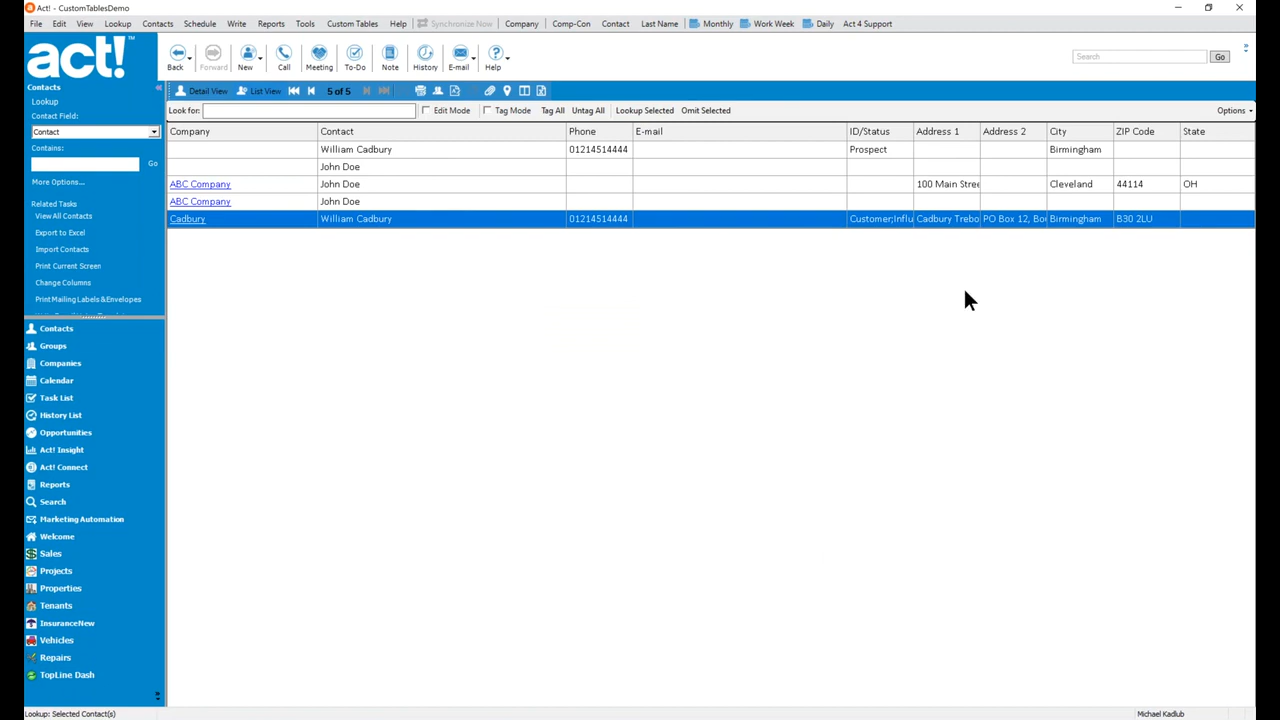 Act! - CustomTablesDemo
File Edit View Lookup Contacts Schedule Write Reports Tools Custom Tables Help Synchronize Now Company Comp-Con Contact Last Name Monthly Work Week Daily Act 4 Support
act!™
Back Forward New Call Meeting To-Do Note History E-mail Help
Search Go
Contacts
Lookup
Contact Field:
Contact
Contains:
Go
More Options...
Related Tasks
View All Contacts
Export to Excel
Import Contacts
Print Current Screen
Change Columns
Print Mailing Labels & Envelopes
Contacts
Groups
Companies
Calendar
Task List
History List
Opportunities
Act! Insight
Act! Connect
Reports
Search
Marketing Automation
Welcome
Sales
Projects
Properties
Tenants
InsuranceNew
Vehicles
Repairs
TopLine Dash
Detail View List View 5 of 5
Look for: Edit Mode Tag Mode Tag All Untag All Lookup Selected Omit Selected Options
Company Contact Phone E-mail ID/Status Address 1 Address 2 City ZIP Code State
William Cadbury 01214514444 Prospect Birmingham
John Doe
ABC Company John Doe 100 Main Stree Cleveland 44114 OH
ABC Company John Doe
Cadbury William Cadbury 01214514444 Customer;Influ Cadbury Trebo PO Box 12, Bou Birmingham B30 2LU
Lookup: Selected Contact(s) Michael Kadlub